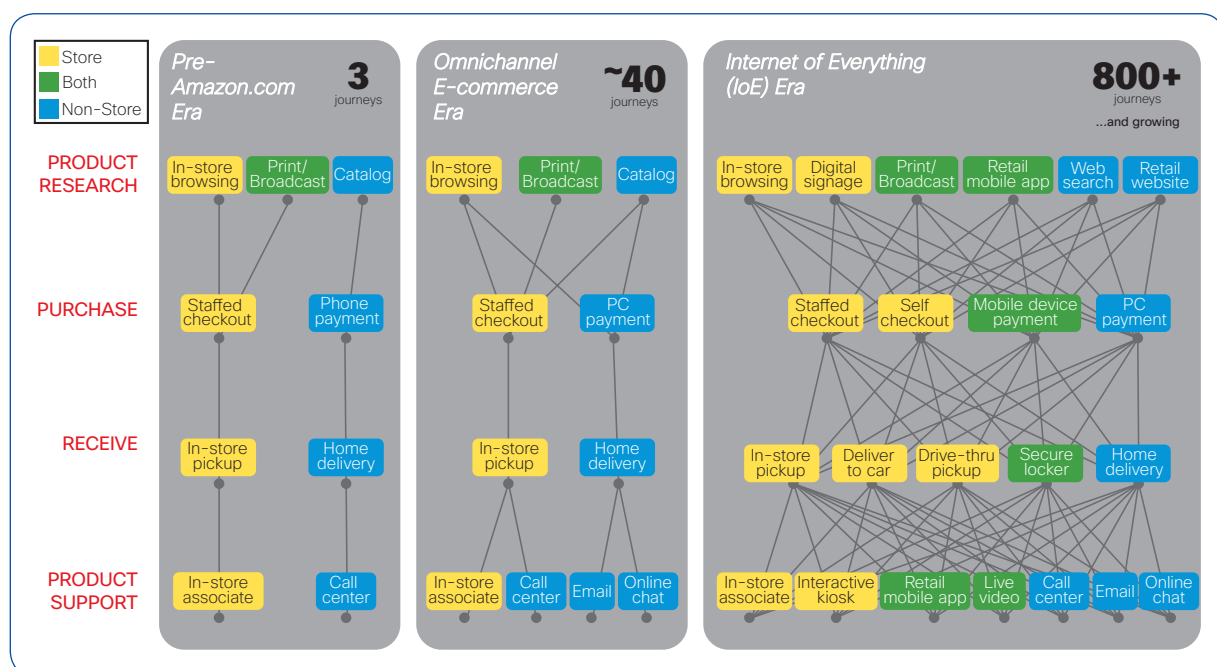 Store
Both
Non-Store
Pre-
Amazon.com
Era
3
journeys
Omnichannel
E-commerce
Era
~40
journeys
Internet of Everything
(IoE) Era
800+
journeys
...and growing
PRODUCT
RESEARCH
In-store
browsing
Print/
Broadcast
Catalog
In-store
browsing
Print/
Broadcast
Catalog
In-store
browsing
Digital
signage
Print/
Broadcast
Retail
mobile app
Web
search
Retail
website
PURCHASE
Staffed
checkout
Phone
payment
Staffed
checkout
PC
payment
Staffed
checkout
Self
checkout
Mobile device
payment
PC
payment
RECEIVE
In-store
pickup
Home
delivery
In-store
pickup
Home
delivery
In-store
pickup
Deliver
to car
Drive-thru
pickup
Secure
locker
Home
delivery
PRODUCT
SUPPORT
In-store
associate
Call
center
In-store
associate
Call
center
Email
Online
chat
In-store
associate
Interactive
kiosk
Retail
mobile app
Live
video
Call
center
Email
Online
chat